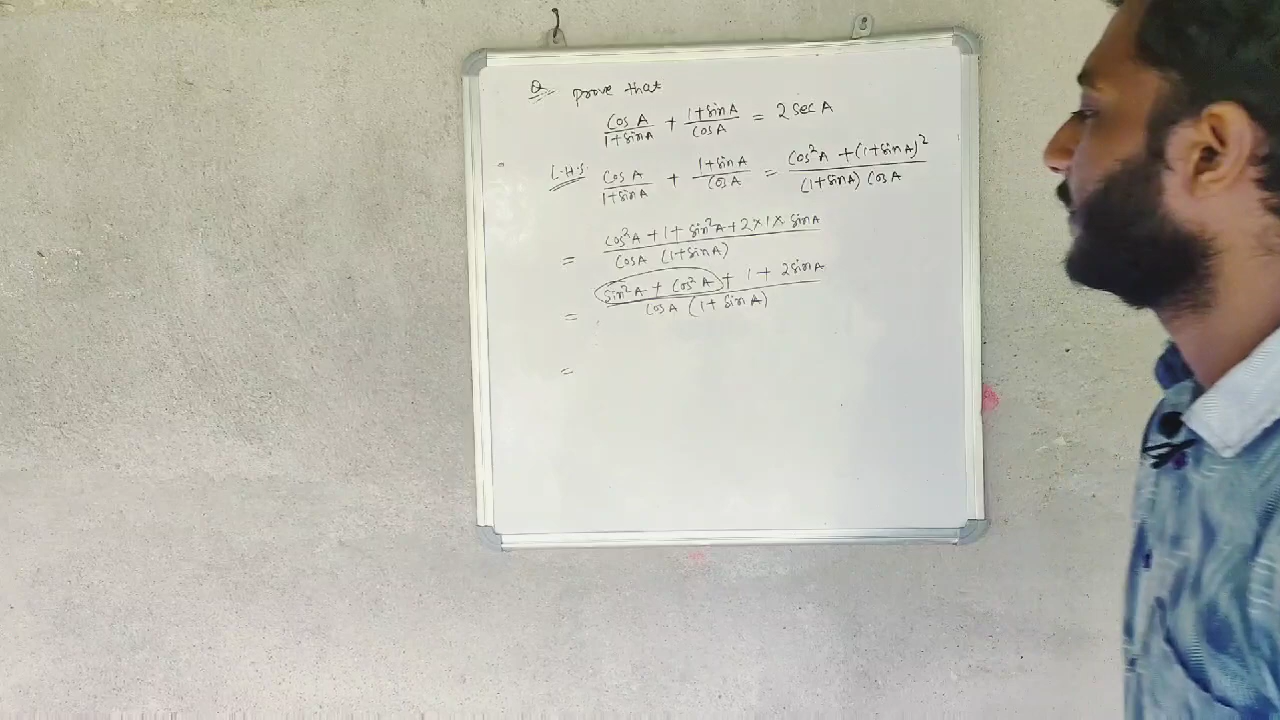 Q. Prove that
Cos A/1+SinA + 1+SinA/CosA = 2 Sec A
L.H.S. Cos A/1+SinA + 1+SinA/CosA = Cos²A + (1+SinA)²/(1+SinA) CosA
= Cos²A + 1 + Sin²A + 2×1× SinA/CosA (1+SinA)
= Sin²A + Cos²A + 1 + 2SinA/CosA (1+ SinA)
=